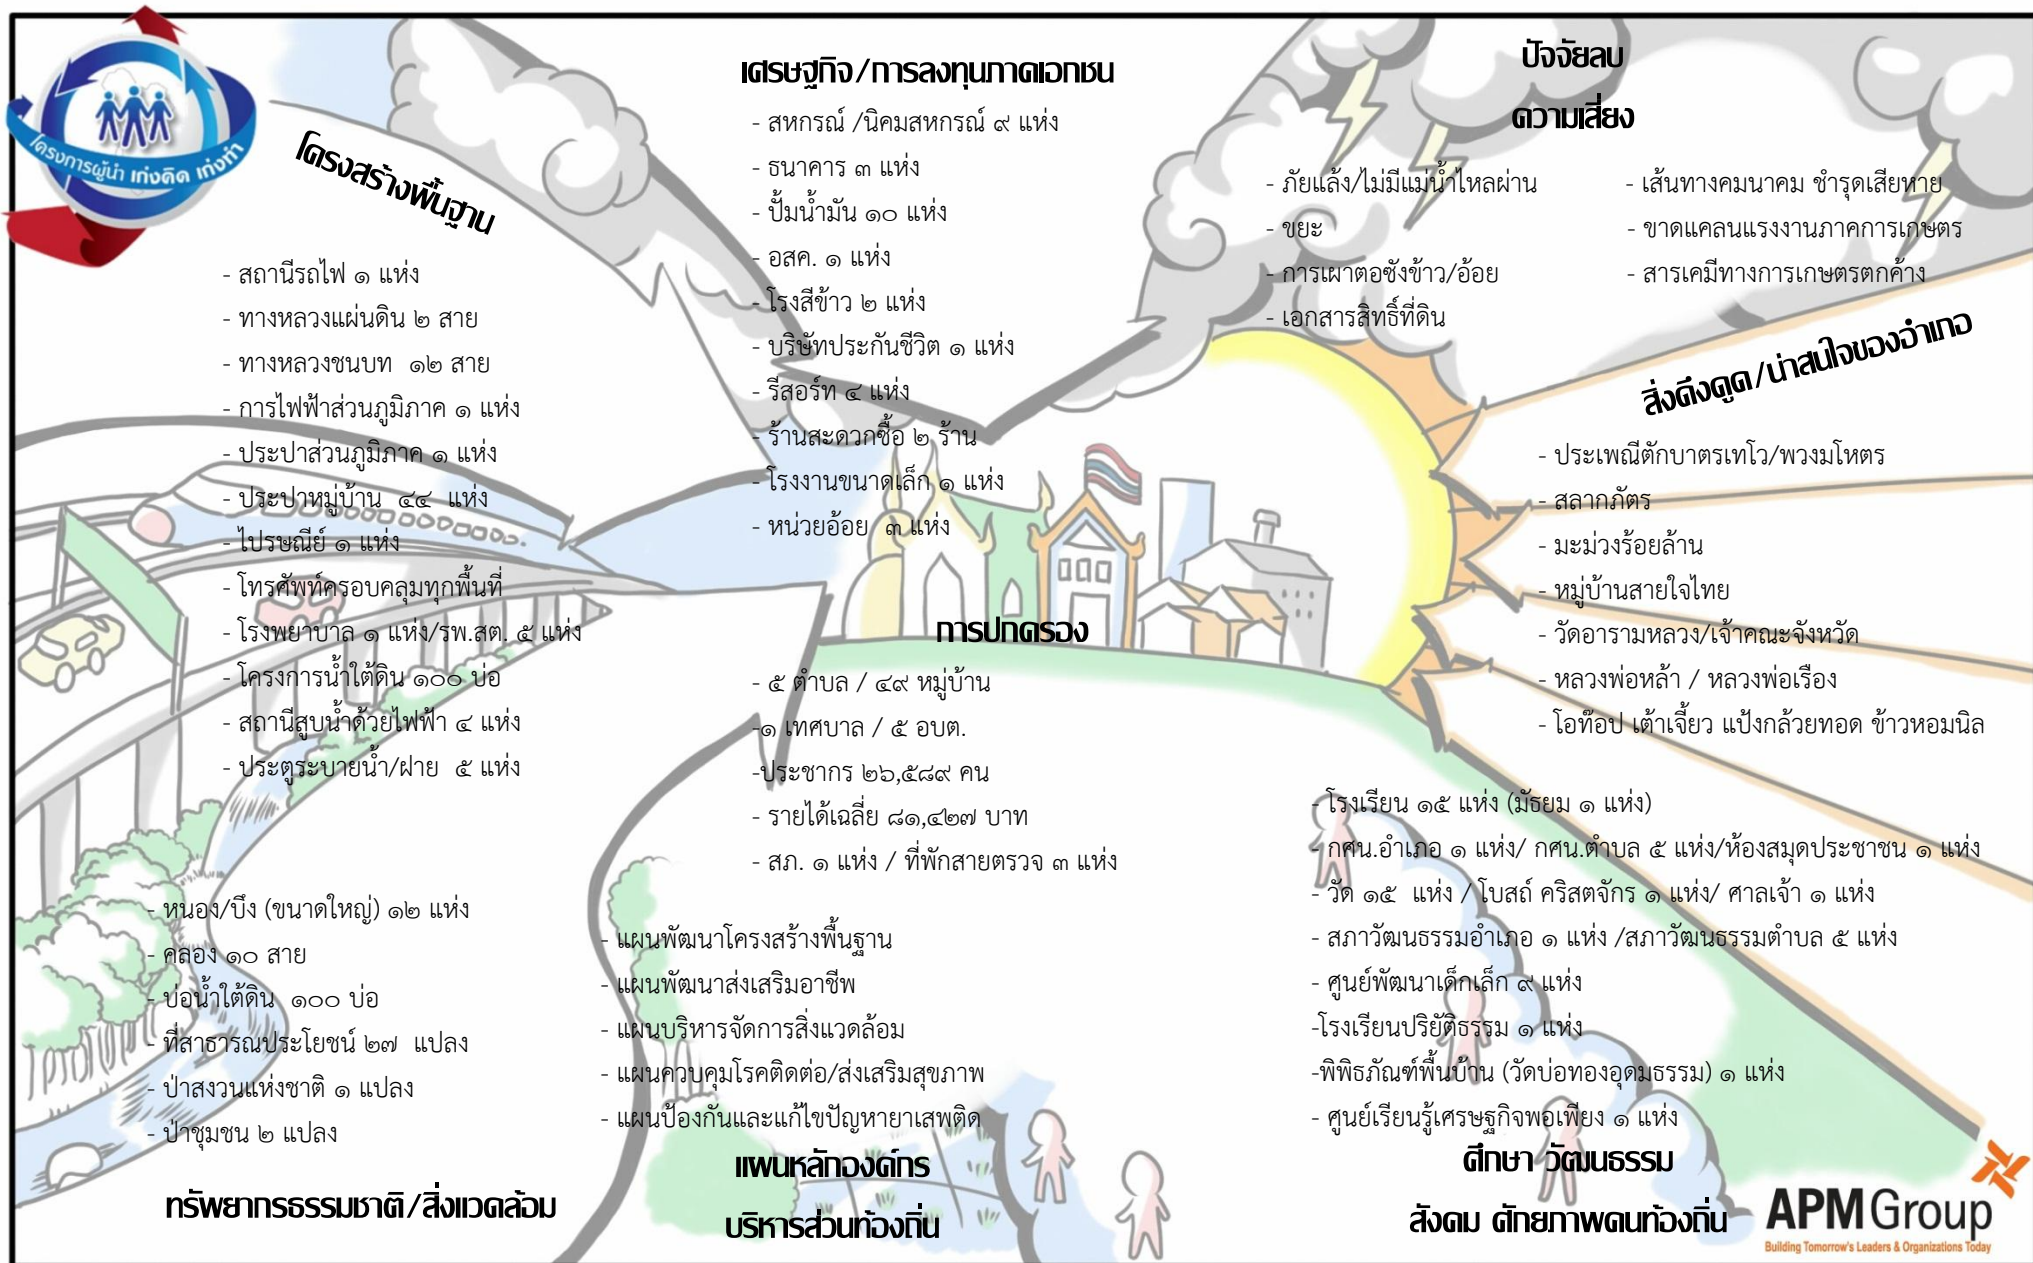 โครงการผู้นำ เก่งคิด เก่งทำ
โครงสร้างพื้นฐาน
- สถานีรถไฟ ๑ แห่ง
- ทางหลวงแผ่นดิน ๒ สาย
- ทางหลวงชนบท ๑๒ สาย
- การไฟฟ้าส่วนภูมิภาค ๑ แห่ง
- ประปาส่วนภูมิภาค ๑ แห่ง
- ประปาหมู่บ้าน ๔๔ แห่ง
- ไปรษณีย์ ๑ แห่ง
- โทรศัพท์ครอบคลุมทุกพื้นที่
- โรงพยาบาล ๑ แห่ง/รพ.สต. ๕ แห่ง
- โครงการน้ำใต้ดิน ๑๐๐ บ่อ
- สถานีสูบน้ำด้วยไฟฟ้า ๔ แห่ง
- ประตูระบายน้ำ/ฝาย ๕ แห่ง
เศรษฐกิจ/การลงทุนภาคเอกชน
- สหกรณ์ /นิคมสหกรณ์ ๙ แห่ง
- ธนาคาร ๓ แห่ง
- ปั้มน้ำมัน ๑๐ แห่ง
- อสค. ๑ แห่ง
- โรงสีข้าว ๒ แห่ง
- บริษัทประกันชีวิต ๑ แห่ง
- รีสอร์ท ๔ แห่ง
- ร้านสะดวกซื้อ ๒ ร้าน
- โรงงานขนาดเล็ก ๑ แห่ง
- หน่วยอ้อย ๓ แห่ง
ปัจจัยลบ
ความเสี่ยง
- ภัยแล้ง/ไม่มีแม่น้ำไหลผ่าน
- ขยะ
- การเผาตอซังข้าว/อ้อย
- เอกสารสิทธิ์ที่ดิน
- เส้นทางคมนาคม ชำรุดเสียหาย
- ขาดแคลนแรงงานภาคการเกษตร
- สารเคมีทางการเกษตรตกค้าง
สิ่งดึงดูด/น่าสนใจของอำเภอ
- ประเพณีตักบาตรเทโว/พวงมโหตร
- สลากภัตร
- มะม่วงร้อยล้าน
- หมู่บ้านสายใจไทย
- วัดอารามหลวง/เจ้าคณะจังหวัด
- หลวงพ่อหล้า / หลวงพ่อเรือง
- โอท๊อป เต้าเจี้ยว แป้งกล้วยทอด ข้าวหอมนิล
การปกครอง
- ๕ ตำบล / ๔๙ หมู่บ้าน
-๑ เทศบาล / ๕ อบต.
-ประชากร ๒๖,๕๘๙ คน
- รายได้เฉลี่ย ๘๑,๔๒๗ บาท
- สภ. ๑ แห่ง / ที่พักสายตรวจ ๓ แห่ง
- หนอง/บึง (ขนาดใหญ่) ๑๒ แห่ง
- คลอง ๑๐ สาย
- บ่อน้ำใต้ดิน ๑๐๐ บ่อ
- ที่สาธารณประโยชน์ ๒๗ แปลง
- ป่าสงวนแห่งชาติ ๑ แปลง
- ป่าชุมชน ๒ แปลง
ทรัพยากรธรรมชาติ/สิ่งแวดล้อม
- แผนพัฒนาโครงสร้างพื้นฐาน
- แผนพัฒนาส่งเสริมอาชีพ
- แผนบริหารจัดการสิ่งแวดล้อม
- แผนควบคุมโรคติดต่อ/ส่งเสริมสุขภาพ
- แผนป้องกันและแก้ไขปัญหายาเสพติด
แผนหลักองค์กร
บริหารส่วนท้องถิ่น
- โรงเรียน ๑๕ แห่ง (มัธยม ๑ แห่ง)
- กศน.อำเภอ ๑ แห่ง/ กศน.ตำบล ๕ แห่ง/ห้องสมุดประชาชน ๑ แห่ง
- วัด ๑๕ แห่ง / โบสถ์ คริสตจักร ๑ แห่ง/ ศาลเจ้า ๑ แห่ง
- สภาวัฒนธรรมอำเภอ ๑ แห่ง /สภาวัฒนธรรมตำบล ๕ แห่ง
- ศูนย์พัฒนาเด็กเล็ก ๙ แห่ง
-โรงเรียนปริยัติธรรม ๑ แห่ง
-พิพิธภัณฑ์พื้นบ้าน (วัดบ่อทองอุดมธรรม) ๑ แห่ง
- ศูนย์เรียนรู้เศรษฐกิจพอเพียง ๑ แห่ง
ศึกษา วัฒนธรรม
สังคม ศักยภาพคนท้องถิ่น
APMGroup
Building Tomorrow's Leaders & Organizations Today